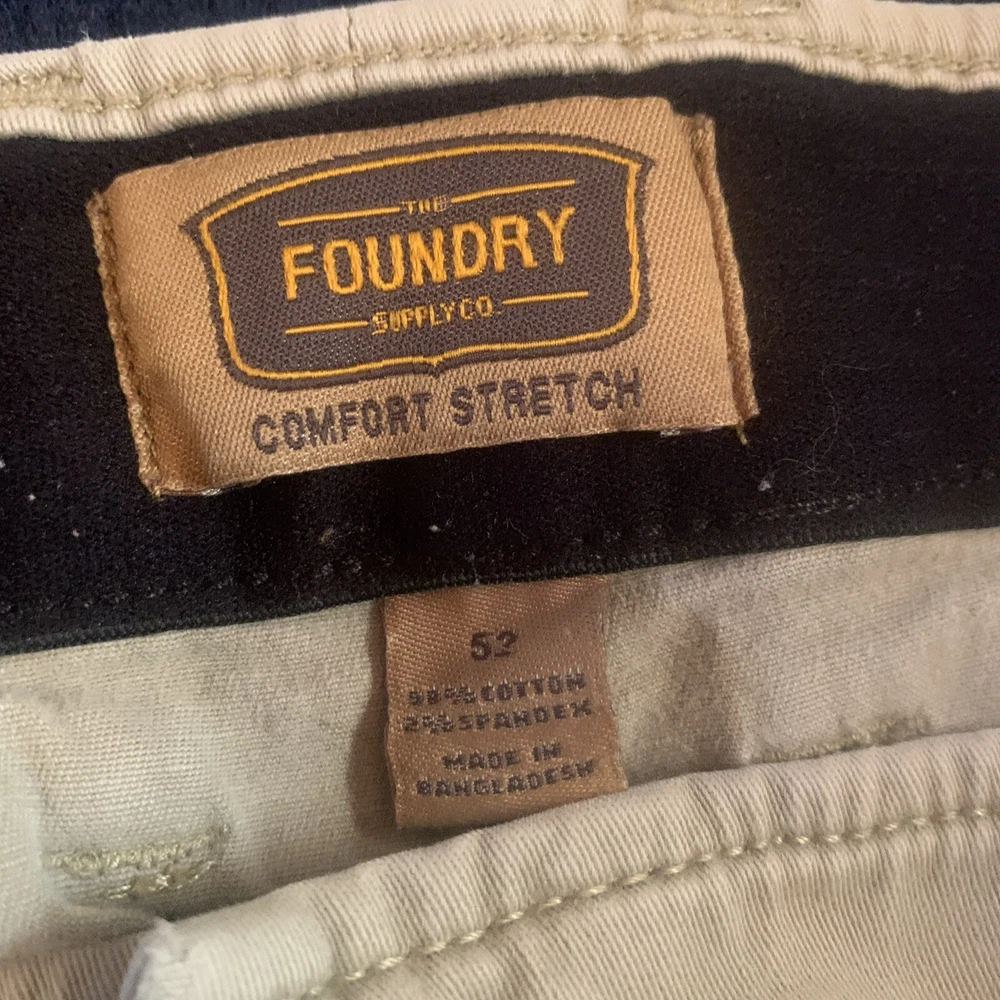 THE
FOUNDRY
SUPPLY CO
COMFORT STRETCH
52
98% COTTON
2% SPANDEX
MADE IN
BANGLADESH